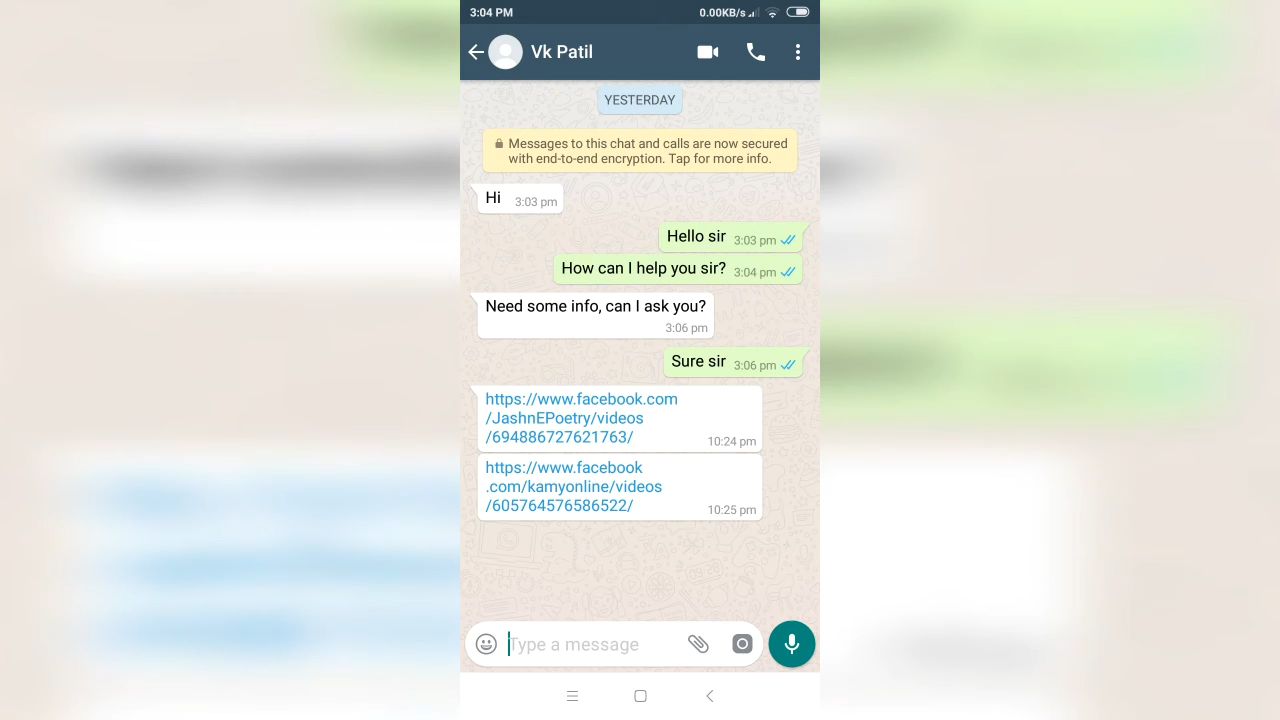 3:04 PM
0.00KB/s
Vk Patil
YESTERDAY
Messages to this chat and calls are now secured
with end-to-end encryption. Tap for more info.
Hi 3:03 pm
Hello sir 3:03 pm
How can I help you sir? 3:04 pm
Need some info, can I ask you?
3:06 pm
Sure sir 3:06 pm
https://www.facebook.com
/JashnEPoetry/videos
/694886727621763/ 10:24 pm
https://www.facebook
.com/kamyonline/videos
/605764576586522/ 10:25 pm
Type a message